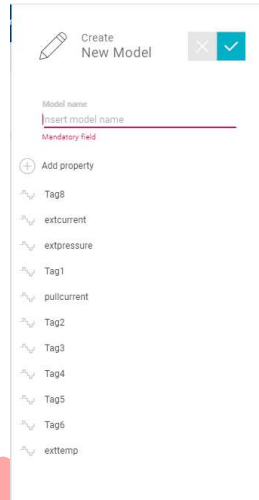 Create
New Model
Model name
Insert model name
Mandatory field
Add property
Tag8
extcurrent
extpressure
Tag1
pullcurrent
Tag2
Tag3
Tag4
Tag5
Tag6
exttemp